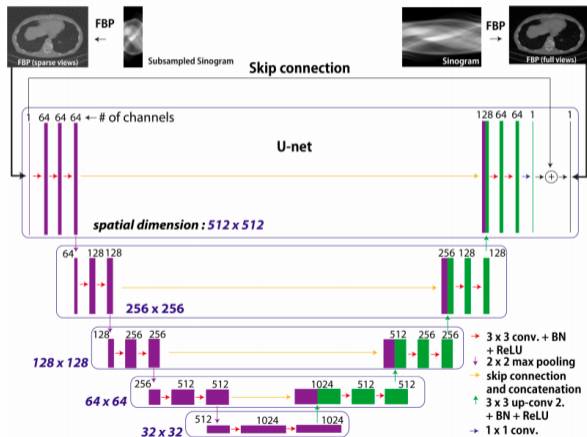 FBP
FBP
FBP (sparse views)
Subsampled Sinogram
Sinogram
FBP (full views)
Skip connection
1 64 64 64 ← # of channels
128 64 64 1 1
U-net
+
spatial dimension : 512 x 512
64 128 128
256 128 128
256 x 256
128 256 256
512 256 256
128 x 128
256 512 512
1024 512 512
64 x 64
512 1024 1024
32 x 32
3 x 3 conv. + BN
+ ReLU
2 x 2 max pooling
skip connection
and concatenation
3 x 3 up-conv 2.
+ BN + ReLU
1 x 1 conv.